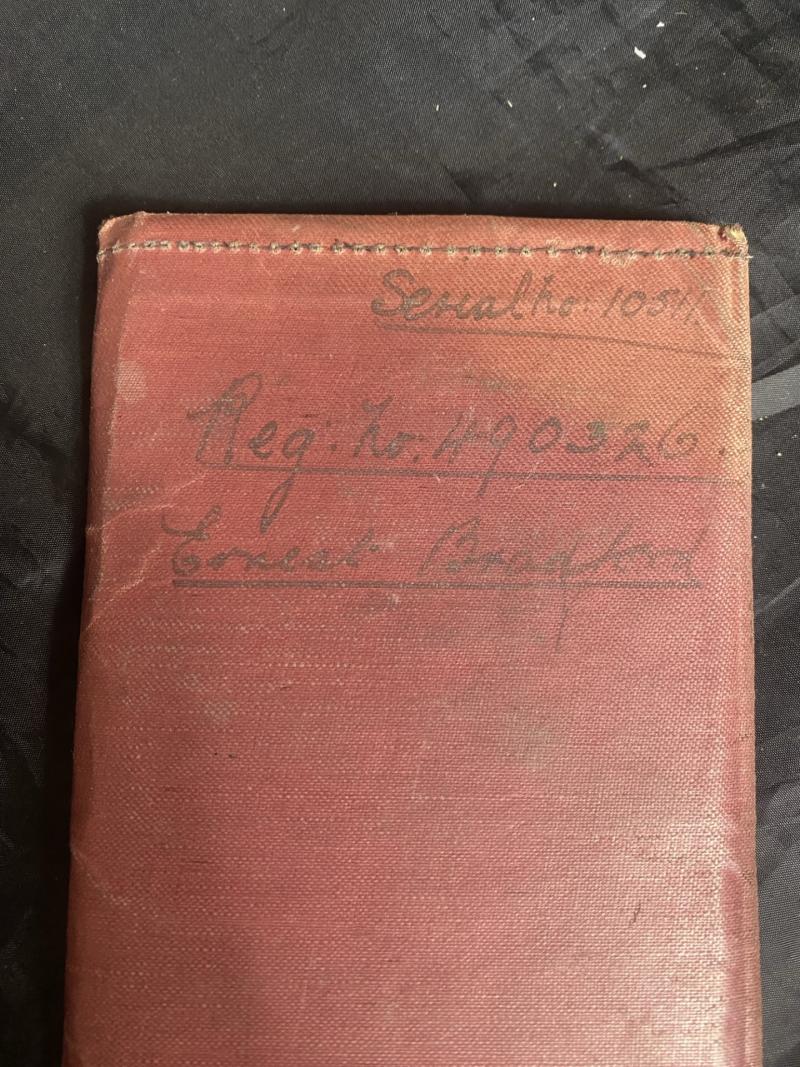 Serial no: 10511.
Reg: No: 490326.
Ernest Bradford